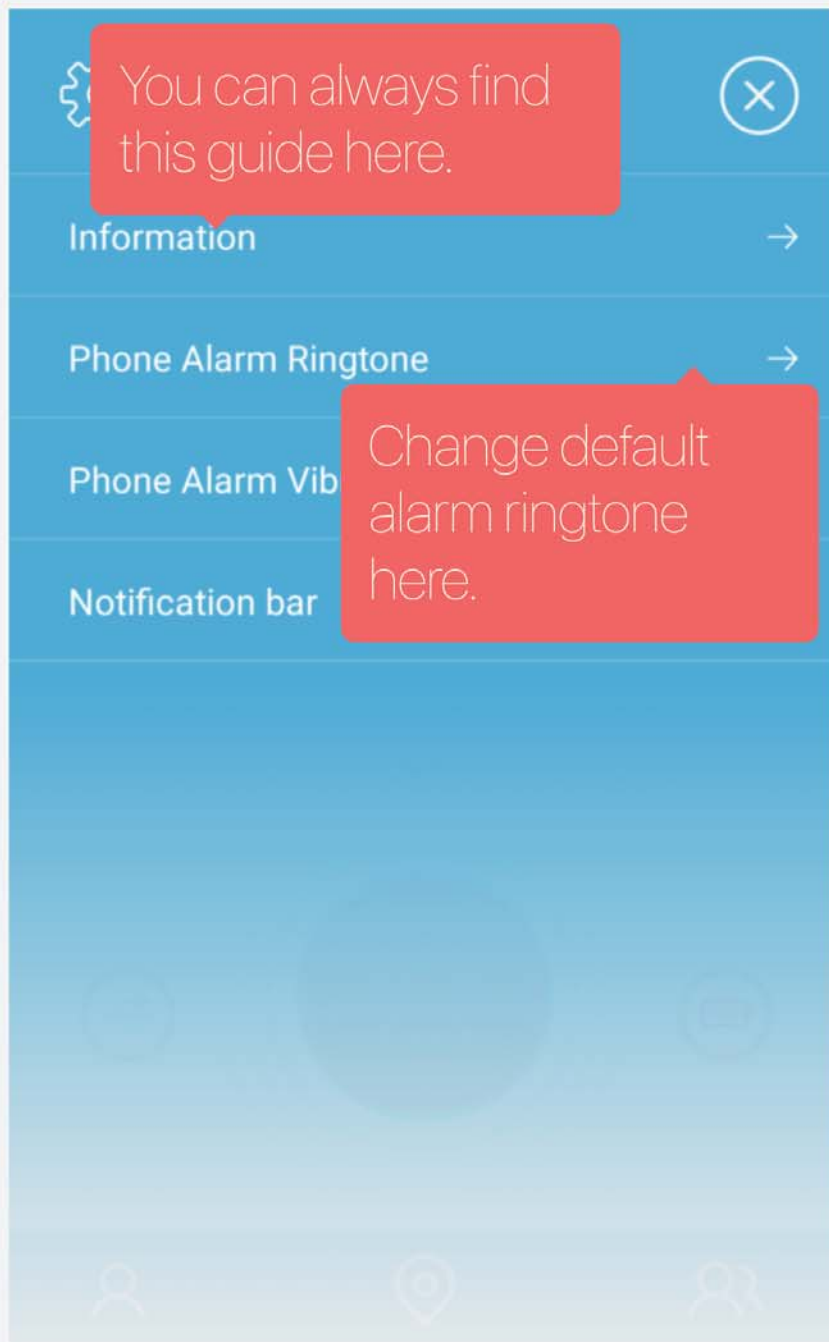 You can always find
this guide here.
Information
Phone Alarm Ringtone
Change default
alarm ringtone
here.
Phone Alarm Vib
Notification bar